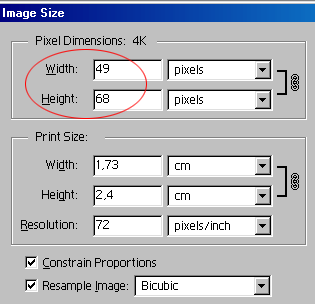 Image Size
Pixel Dimensions: 4K
Width: 49 pixels
Height: 68 pixels
Print Size:
Width: 1,73 cm
Height: 2,4 cm
Resolution: 72 pixels/inch
Constrain Proportions
Resample Image: Bicubic